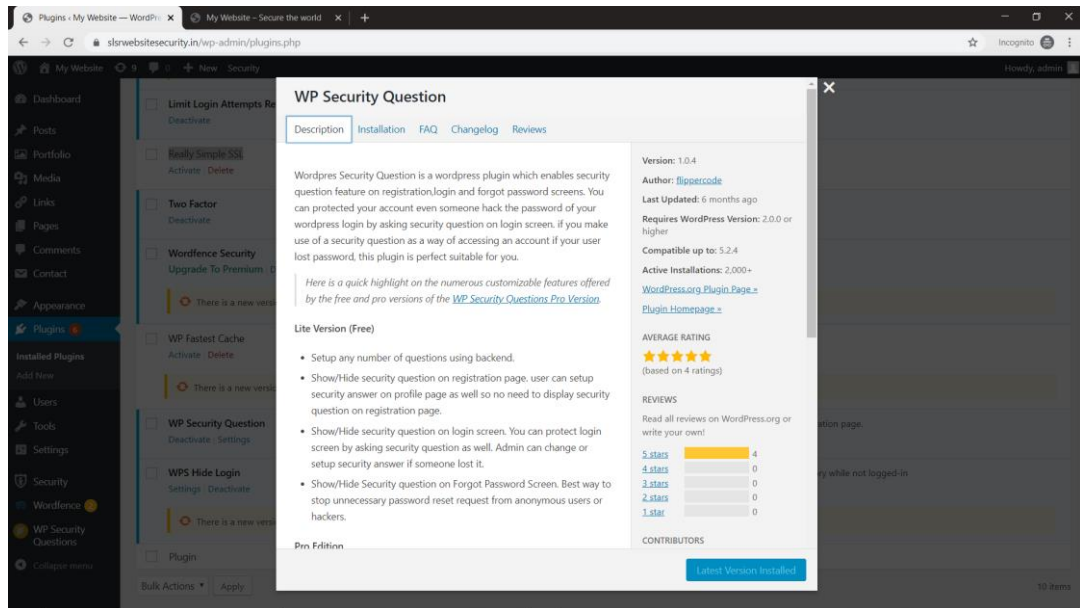 Plugins ‹ My Website — WordPre
My Website – Secure the world
slsrwebsitesecurity.in/wp-admin/plugins.php
Incognito
My Website 9 0 New Security
Howdy, admin
Dashboard
Posts
Portfolio
Media
Links
Pages
Comments
Contact
Appearance
Plugins 6
Installed Plugins
Add New
Users
Tools
Settings
Security
Wordfence
WP Security
Questions
Collapse menu
Limit Login Attempts Re
Deactivate
Really Simple SSL
Activate | Delete
Two Factor
Deactivate
Wordfence Security
Upgrade To Premium | D
There is a new versi
WP Fastest Cache
Activate | Delete
There is a new versi
WP Security Question
Deactivate | Settings
ation page.
WPS Hide Login
Settings | Deactivate
ry while not logged-in.
There is a new versi
Plugin
Bulk Actions Apply
10 items
WP Security Question
Description Installation FAQ Changelog Reviews
Wordpres Security Question is a wordpress plugin which enables security
question feature on registration,login and forgot password screens. You
can protected your account even someone hack the password of your
wordpress login by asking security question on login screen. if you make
use of a security question as a way of accessing an account if your user
lost password, this plugin is perfect suitable for you.
Here is a quick highlight on the numerous customizable features offered
by the free and pro versions of the WP Security Questions Pro Version.
Lite Version (Free)
• Setup any number of questions using backend.
• Show/Hide security question on registration page. user can setup
security answer on profile page as well so no need to display security
question on registration page.
• Show/Hide security question on login screen. You can protect login
screen by asking security question as well. Admin can change or
setup security answer if someone lost it.
• Show/Hide Security question on Forgot Password Screen. Best way to
stop unnecessary password reset request from anonymous users or
hackers.
Pro Edition
Version: 1.0.4
Author: flippercode
Last Updated: 6 months ago
Requires WordPress Version: 2.0.0 or
higher
Compatible up to: 5.2.4
Active Installations: 2,000+
WordPress.org Plugin Page »
Plugin Homepage »
AVERAGE RATING
(based on 4 ratings)
REVIEWS
Read all reviews on WordPress.org or
write your own!
5 stars 4
4 stars 0
3 stars 0
2 stars 0
1 star 0
CONTRIBUTORS
Latest Version Installed